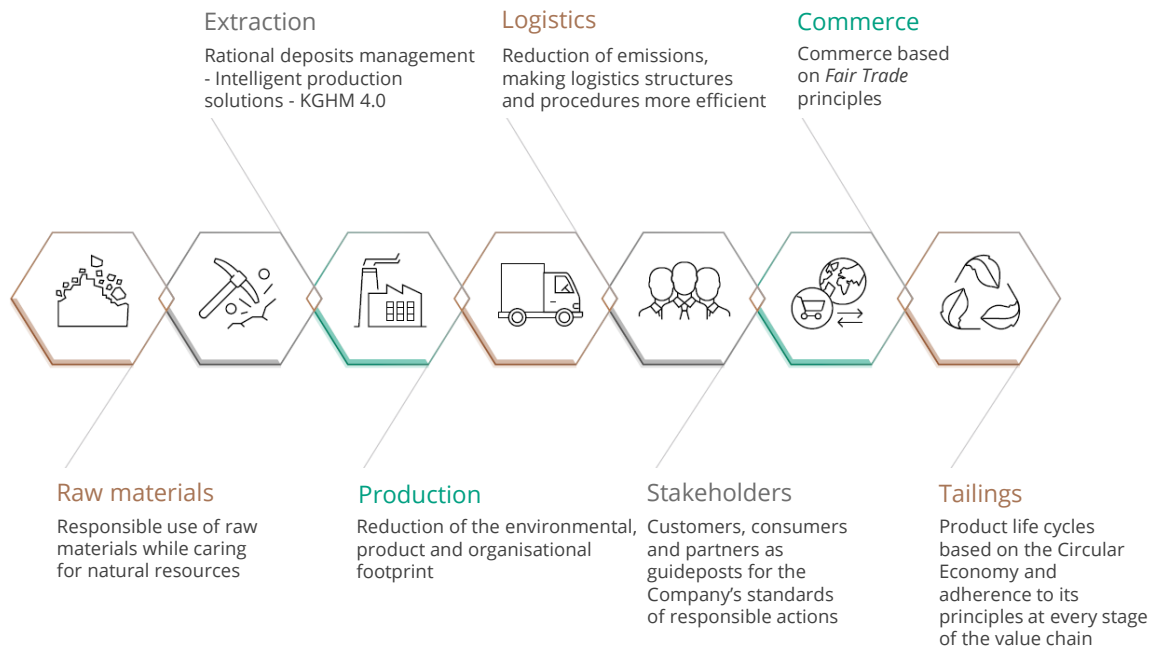 Extraction
Rational deposits management
- Intelligent production
solutions - KGHM 4.0
Logistics
Reduction of emissions,
making logistics structures
and procedures more efficient
Commerce
Commerce based
on Fair Trade
principles
Raw materials
Responsible use of raw
materials while caring
for natural resources
Production
Reduction of the environmental,
product and organisational
footprint
Stakeholders
Customers, consumers
and partners as
guideposts for the
Company’s standards
of responsible actions
Tailings
Product life cycles
based on the Circular
Economy and
adherence to its
principles at every stage
of the value chain